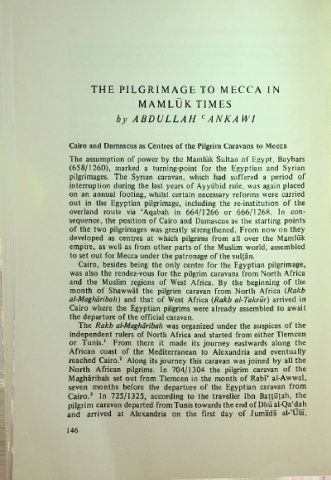 THE PILGRIMAGE TO MECCA IN
MAMLŪK TIMES
by ABDULLAH ʿANKAWI
Cairo and Damascus as Centres of the Pilgrim Caravans to Mecca
The assumption of power by the Mamlūk Sultan of Egypt, Baybars
(658/1260), marked a turning-point for the Egyptian and Syrian
pilgrimages. The Syrian caravan, which had suffered a period of
interruption during the last years of Ayyūbid rule, was again placed
on an annual footing, whilst certain necessary reforms were carried
out in the Egyptian pilgrimage, including the re-institution of the
overland route via ʿAqabah in 664/1266 or 666/1268. In con-
sequence, the position of Cairo and Damascus as the starting points
of the two pilgrimages was greatly strengthened. From now on they
developed as centres at which pilgrims from all over the Mamlūk
empire, as well as from other parts of the Muslim world, assembled
to set out for Mecca under the patronage of the sulṭān.
Cairo, besides being the only centre for the Egyptian pilgrimage,
was also the rendez-vous for the pilgrim caravans from North Africa
and the Muslim regions of West Africa. By the beginning of the
month of Shawwāl the pilgrim caravan from North Africa (Rakb
al-Maghāribah) and that of West Africa (Rakb al-Takrūr) arrived in
Cairo where the Egyptian pilgrims were already assembled to await
the departure of the official caravan.
The Rakb al-Maghāribah was organised under the auspices of the
independent rulers of North Africa and started from either Tlemcen
or Tunis.¹ From there it made its journey eastwards along the
African coast of the Mediterranean to Alexandria and eventually
reached Cairo.² Along its journey this caravan was joined by all the
North African pilgrims. In 704/1304 the pilgrim caravan of the
Maghāribah set out from Tlemcen in the month of Rabīʿ al-Awwal,
seven months before the departure of the Egyptian caravan from
Cairo.³ In 725/1325, according to the traveller Ibn Baṭṭūṭah, the
pilgrim caravan departed from Tunis towards the end of Dhū al-Qaʿdah
and arrived at Alexandria on the first day of Jumādā al-ʾŪlā,
146